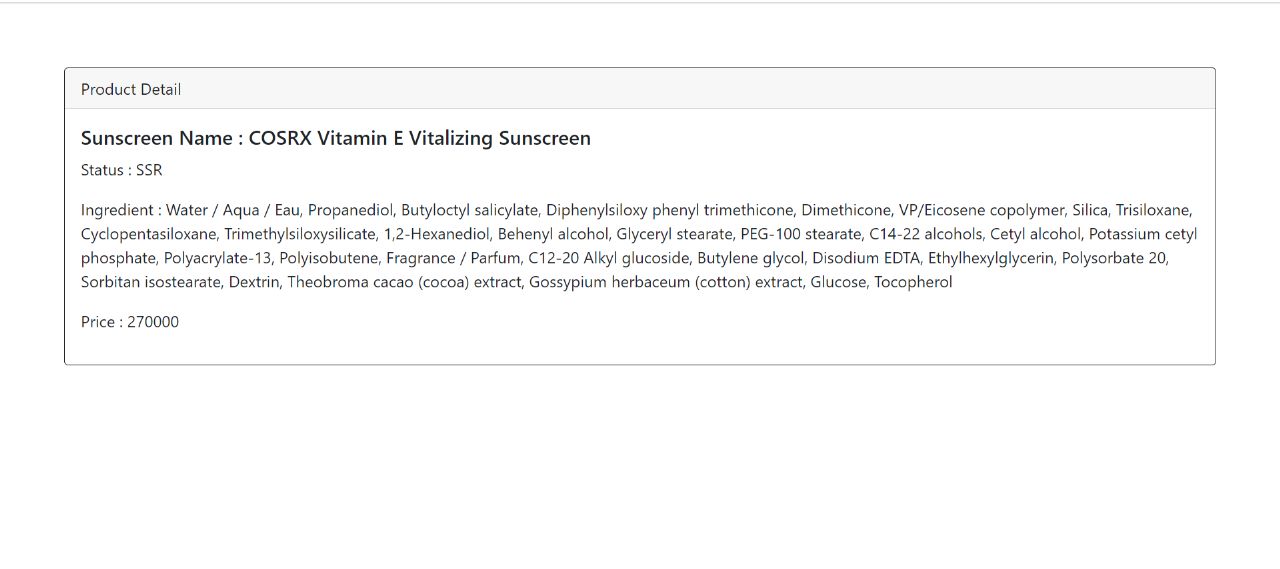 Product Detail
Sunscreen Name : COSRX Vitamin E Vitalizing Sunscreen
Status : SSR
Ingredient : Water / Aqua / Eau, Propanediol, Butyloctyl salicylate, Diphenylsiloxy phenyl trimethicone, Dimethicone, VP/Eicosene copolymer, Silica, Trisiloxane,
Cyclopentasiloxane, Trimethylsiloxysilicate, 1,2-Hexanediol, Behenyl alcohol, Glyceryl stearate, PEG-100 stearate, C14-22 alcohols, Cetyl alcohol, Potassium cetyl
phosphate, Polyacrylate-13, Polyisobutene, Fragrance / Parfum, C12-20 Alkyl glucoside, Butylene glycol, Disodium EDTA, Ethylhexylglycerin, Polysorbate 20,
Sorbitan isostearate, Dextrin, Theobroma cacao (cocoa) extract, Gossypium herbaceum (cotton) extract, Glucose, Tocopherol
Price : 270000